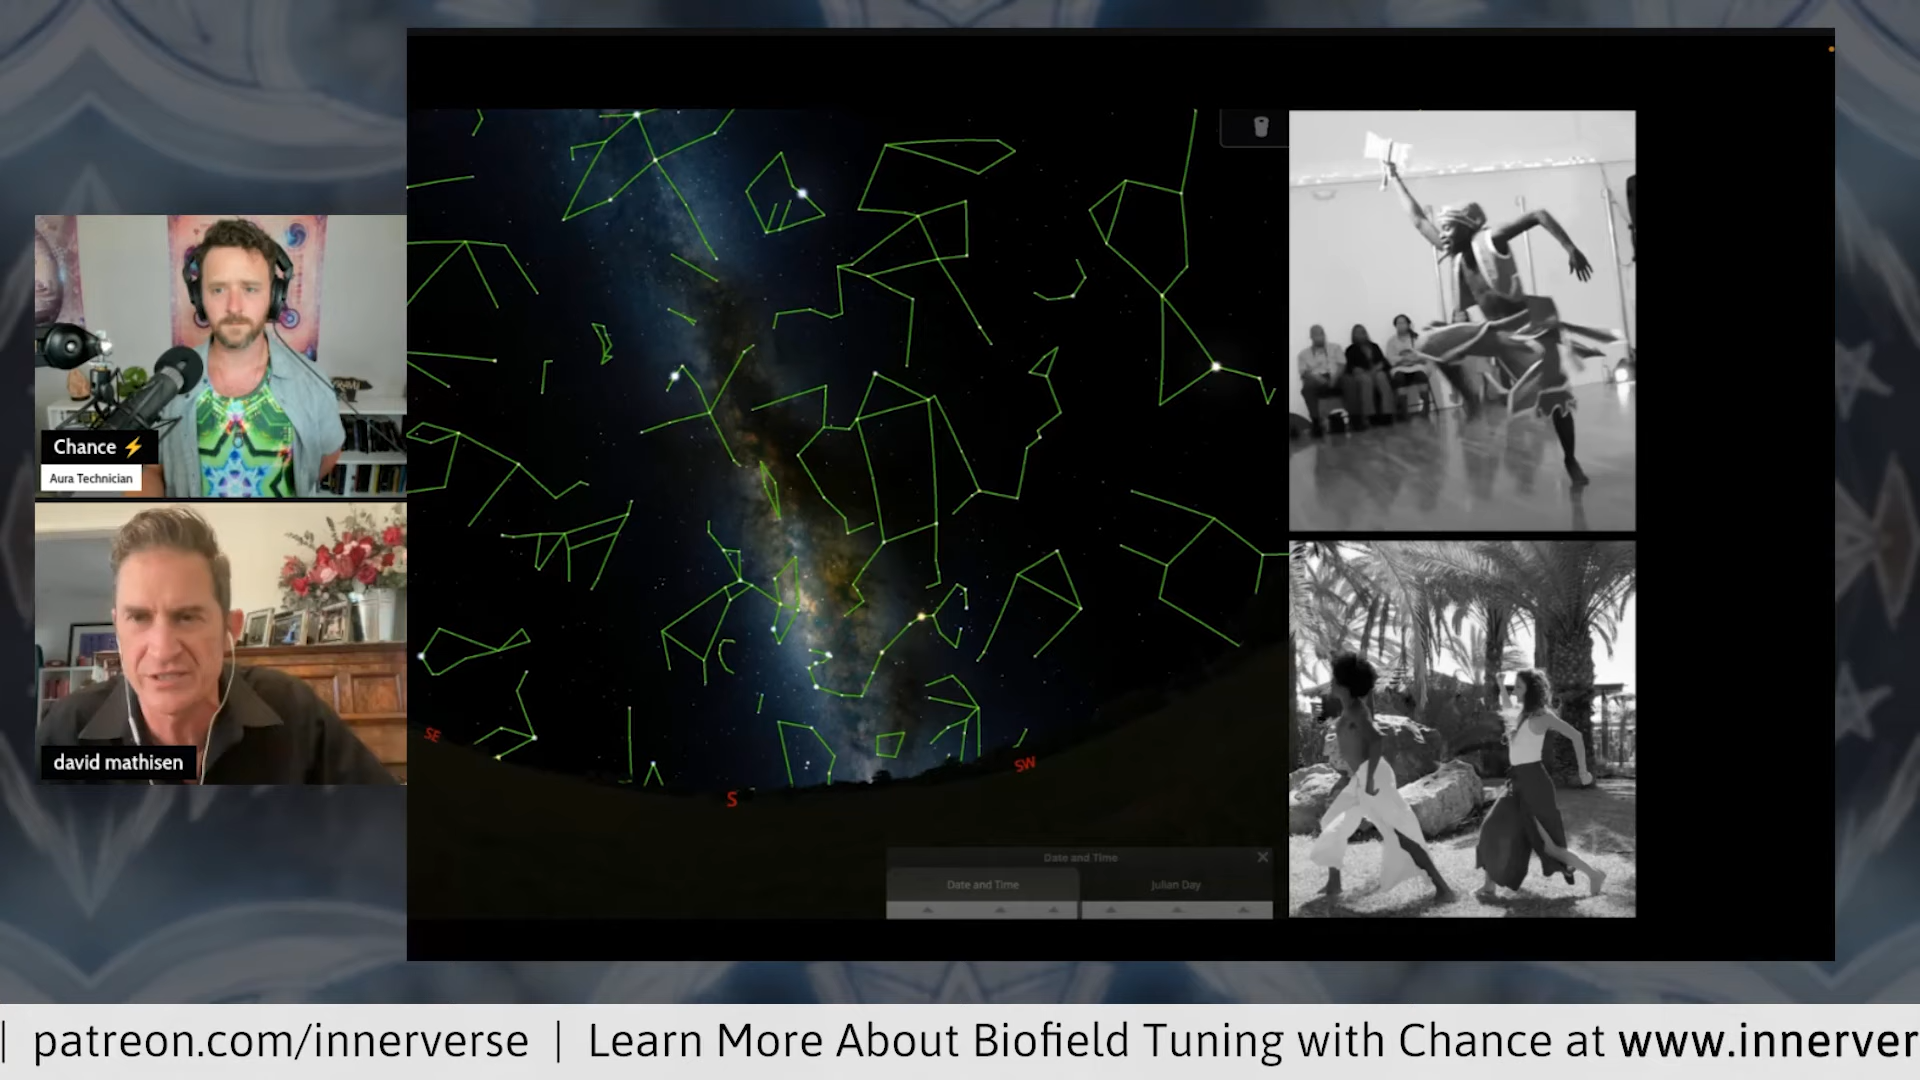 Chance ⚡
Aura Technician
david mathisen
SE
S
SW
Date and Time
Date and Time
Julian Day
| patreon.com/innerverse | Learn More About Biofield Tuning with Chance at www.innerver